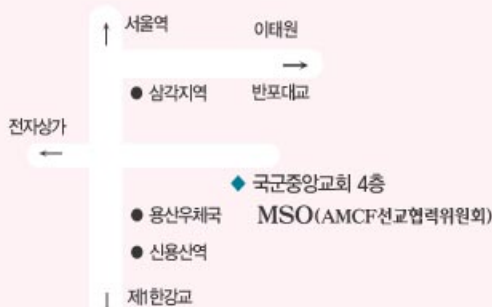 서울역
이태원
● 삼각지역
반포대교
전자상가
◆ 국군중앙교회 4층
● 용산우체국
MSO(AMCF선교협력위원회)
● 신용산역
제1한강교